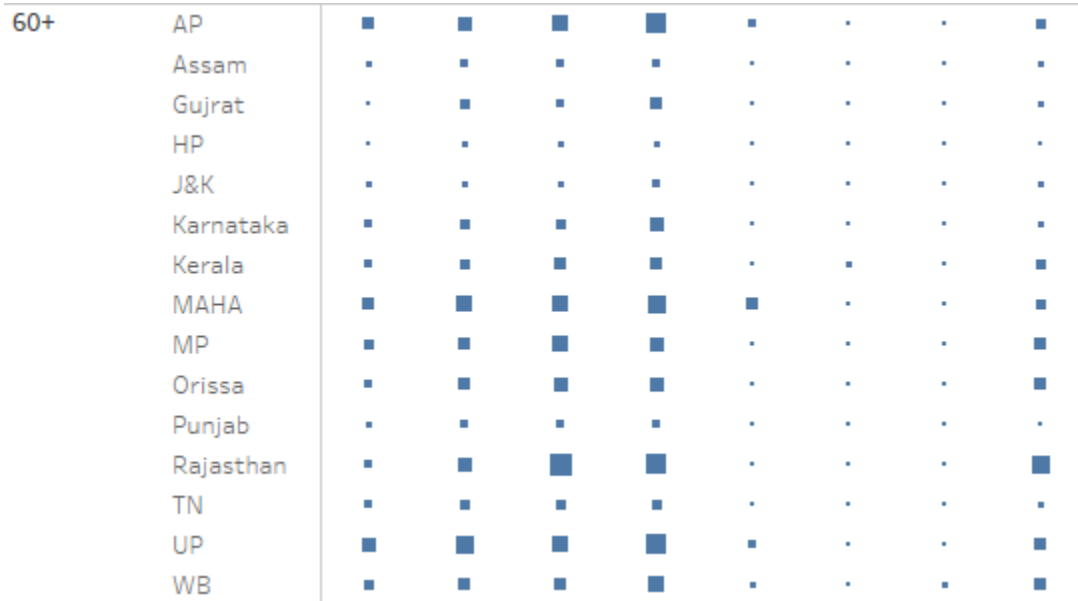 60+ AP
Assam
Gujrat
HP
J&K
Karnataka
Kerala
MAHA
MP
Orissa
Punjab
Rajasthan
TN
UP
WB